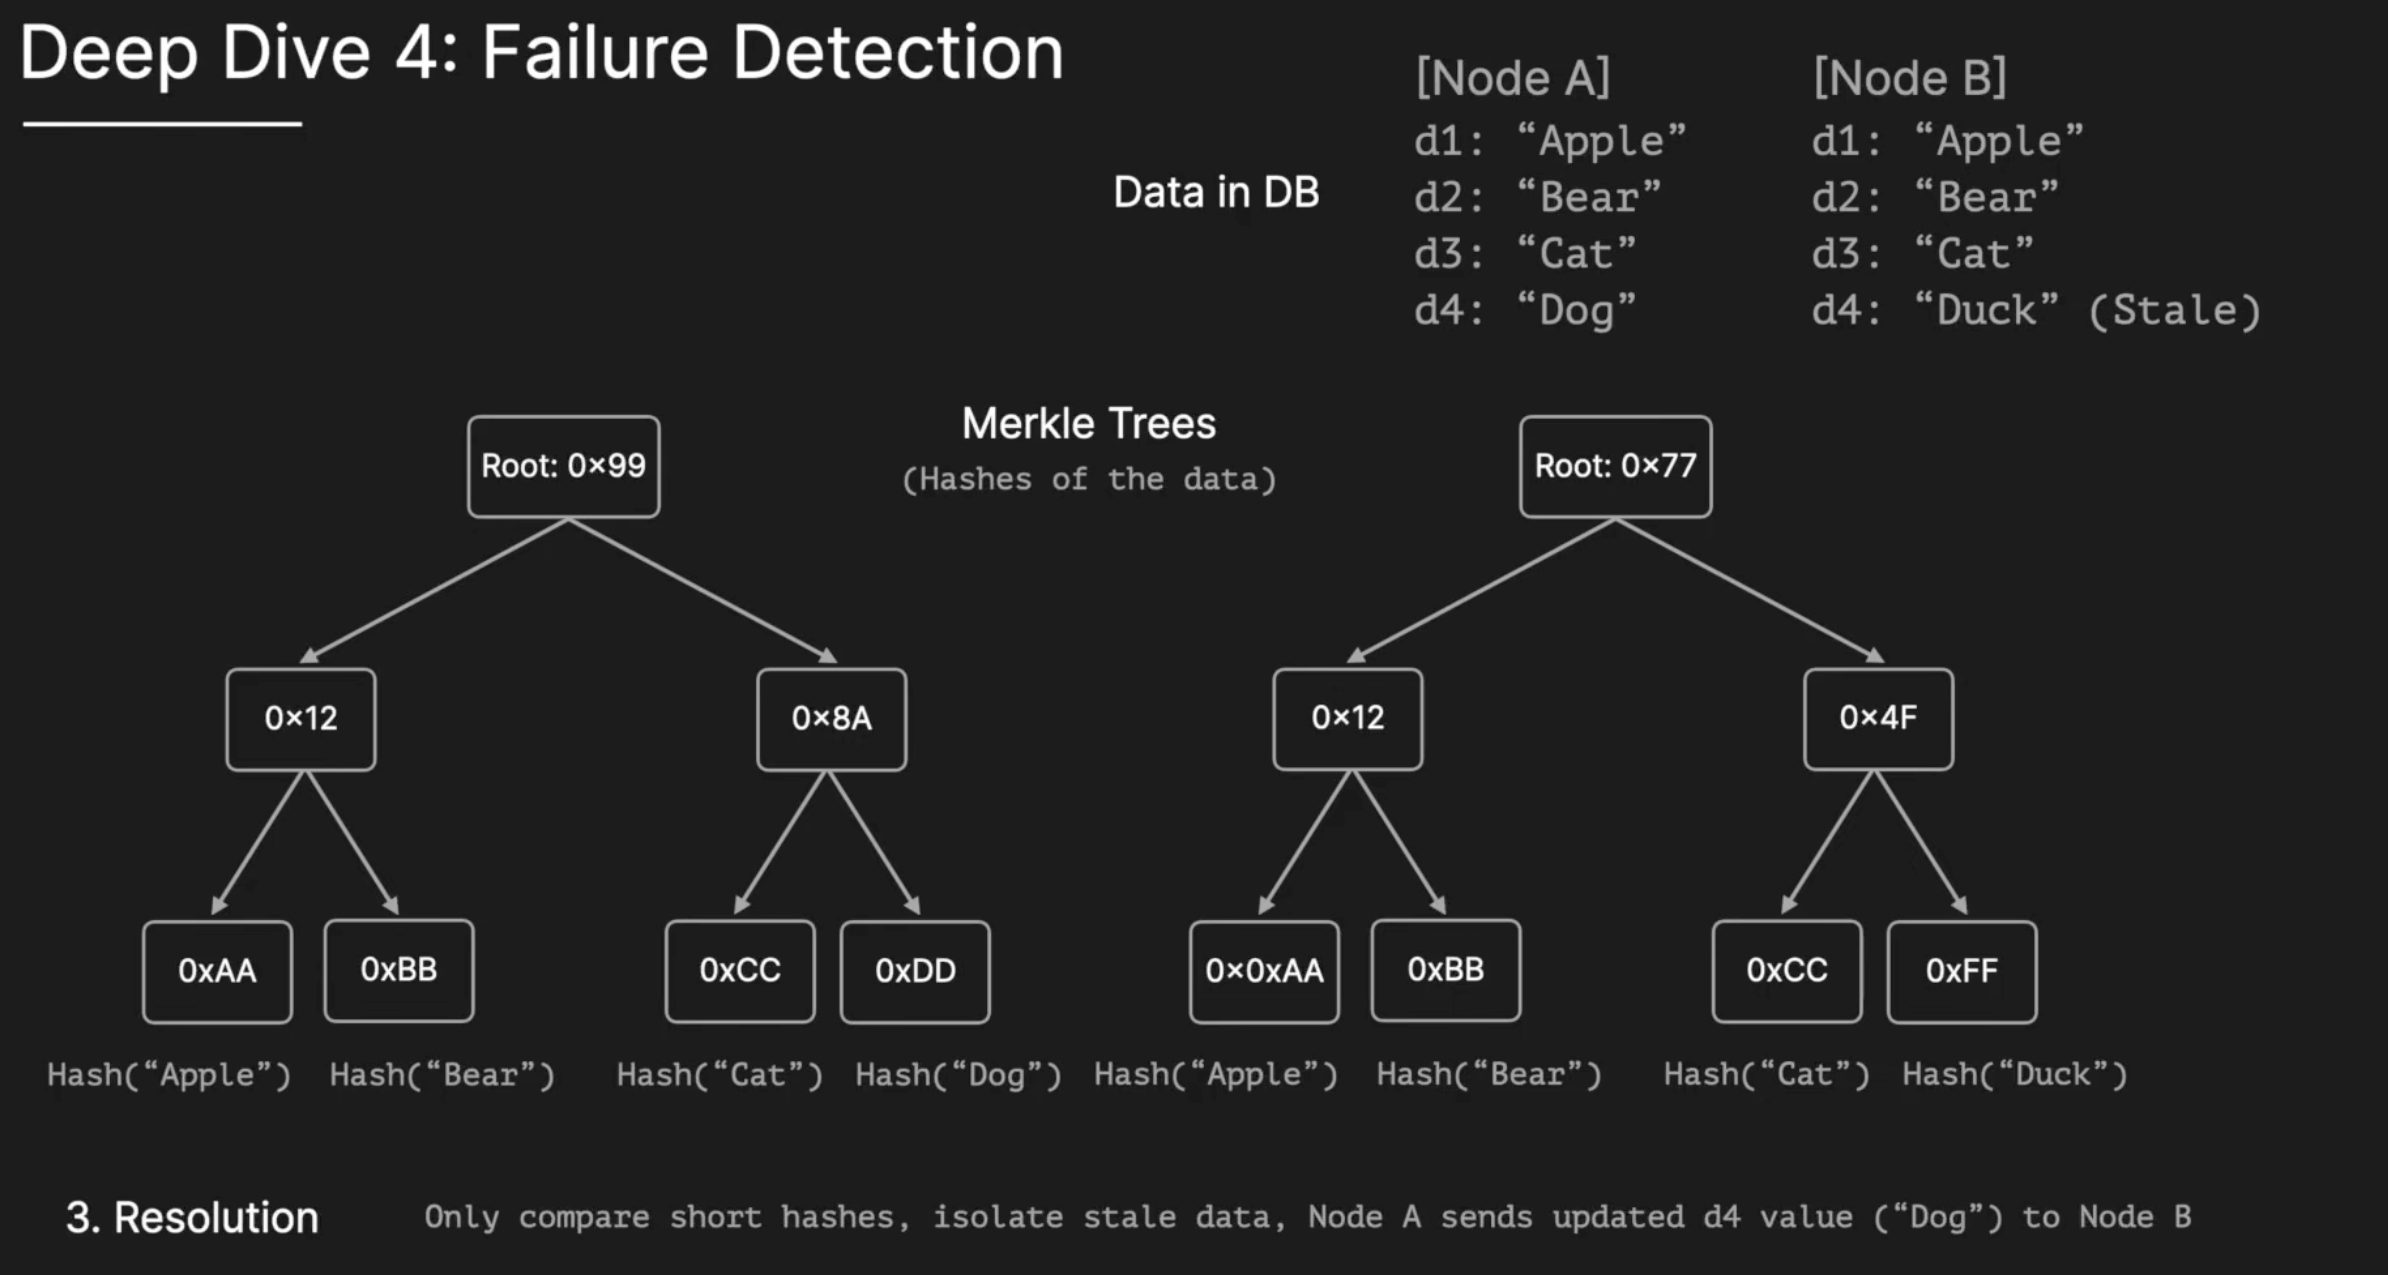 Deep Dive 4: Failure Detection
[Node A]
[Node B]
Data in DB
d1: “Apple”
d2: “Bear”
d3: “Cat”
d4: “Dog”
d1: “Apple”
d2: “Bear”
d3: “Cat”
d4: “Duck” (Stale)
Merkle Trees
(Hashes of the data)
Root: 0×99
0×12
0×8A
0xAA
0xBB
0xCC
0xDD
Hash(“Apple”)
Hash(“Bear”)
Hash(“Cat”)
Hash(“Dog”)
Root: 0×77
0×12
0×4F
0×0xAA
0xBB
0xCC
0xFF
Hash(“Apple”)
Hash(“Bear”)
Hash(“Cat”)
Hash(“Duck”)
3. Resolution
Only compare short hashes, isolate stale data, Node A sends updated d4 value (“Dog”) to Node B